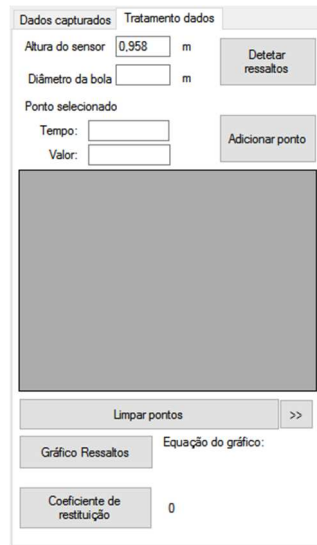 Dados capturados Tratamento dados
Altura do sensor 0,958 m
Detetar
ressaltos
Diâmetro da bola m
Ponto selecionado
Tempo:
Adicionar ponto
Valor:
Limpar pontos >>
Gráfico Ressaltos Equação do gráfico:
Coeficiente de
restituição
0